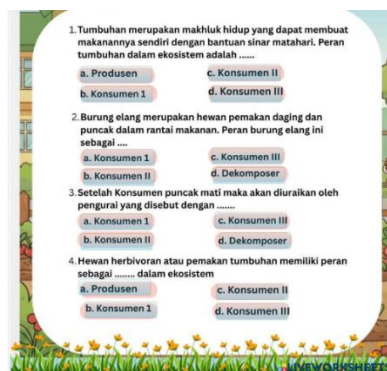 1. Tumbuhan merupakan makhluk hidup yang dapat membuat
makanannya sendiri dengan bantuan sinar matahari. Peran
tumbuhan dalam ekosistem adalah ......
a. Produsen
c. Konsumen II
b. Konsumen 1
d. Konsumen III
2. Burung elang merupakan hewan pemakan daging dan
puncak dalam rantai makanan. Peran burung elang ini
sebagai ....
a. Konsumen 1
c. Konsumen III
b. Konsumen II
d. Dekomposer
3. Setelah Konsumen puncak mati maka akan diuraikan oleh
pengurai yang disebut dengan .......
a. Konsumen 1
c. Konsumen III
b. Konsumen II
d. Dekomposer
4. Hewan herbivoran atau pemakan tumbuhan memiliki peran
sebagai ........ dalam ekosistem
a. Produsen
c. Konsumen II
b. Konsumen 1
d. Konsumen III
LIVEWORKSHEETS